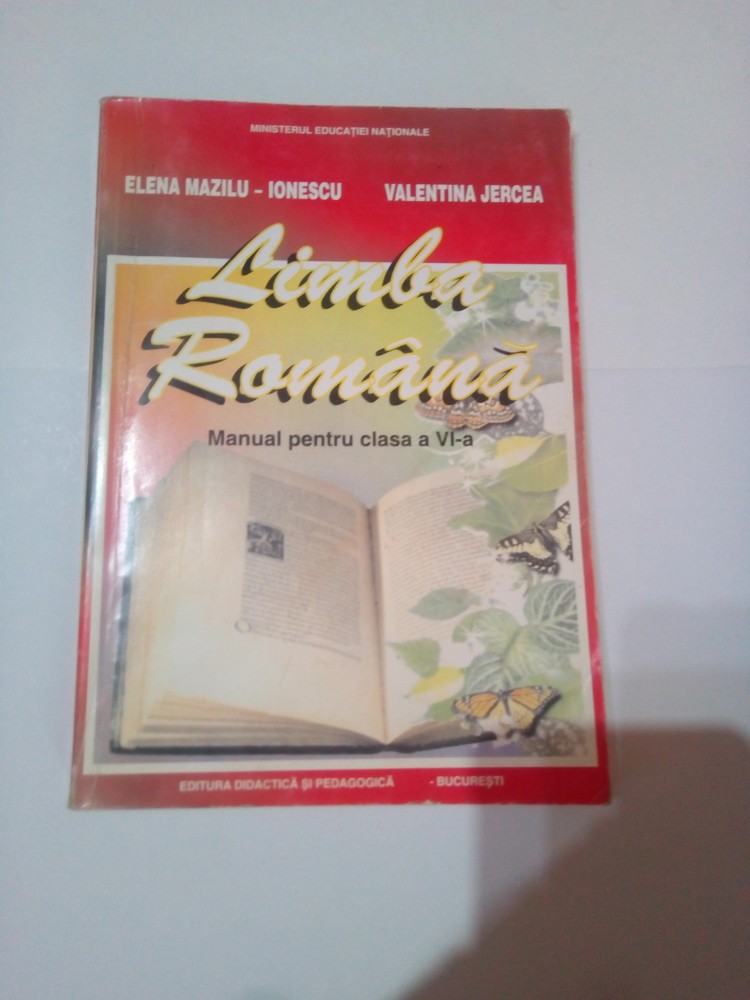 MINISTERUL EDUCAȚIEI NAȚIONALE
ELENA MAZILU - IONESCU VALENTINA JERCEA
Limba
Română
Manual pentru clasa a VI-a
EDITURA DIDACTICĂ ȘI PEDAGOGICĂ - BUCUREȘTI